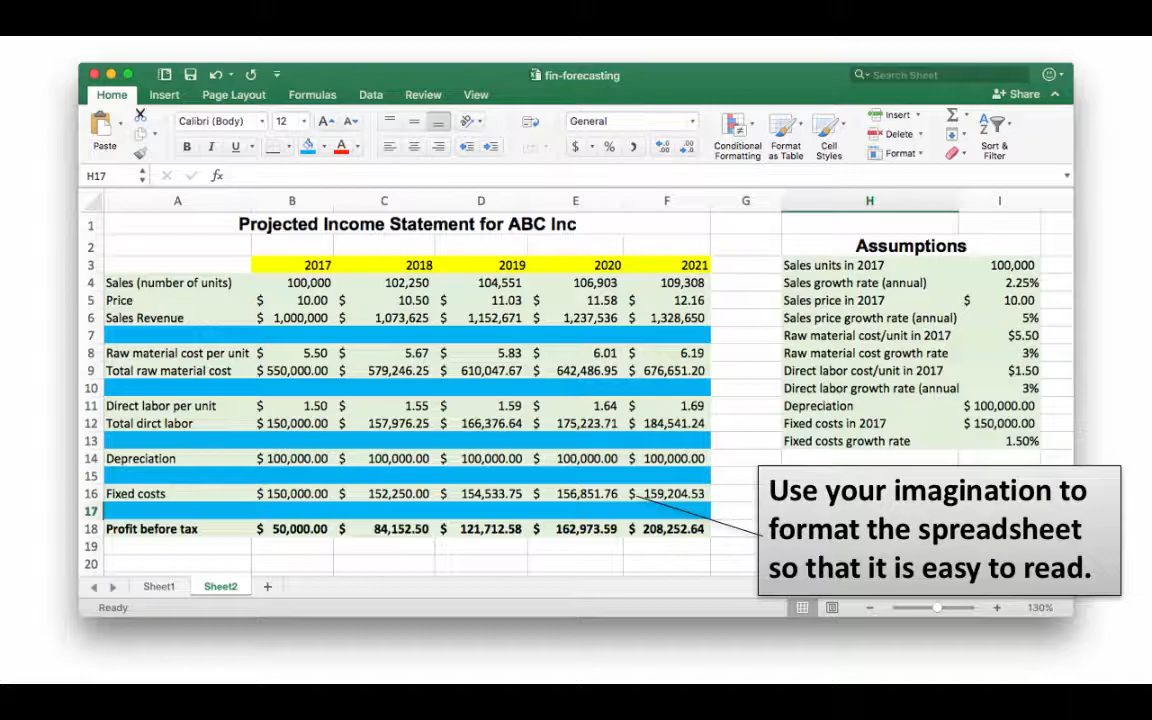 fin-forecasting
Search Sheet
Home Insert Page Layout Formulas Data Review View
Share
Paste
Calibri (Body) 12
General
Conditional Formatting
Format as Table
Cell Styles
Insert
Delete
Format
Sort & Filter
H17 fx
A B C D E F G H I
1 Projected Income Statement for ABC Inc
2 Assumptions
3 2017 2018 2019 2020 2021 Sales units in 2017 100,000
4 Sales (number of units) 100,000 102,250 104,551 106,903 109,308 Sales growth rate (annual) 2.25%
5 Price $ 10.00 $ 10.50 $ 11.03 $ 11.58 $ 12.16 Sales price in 2017 $ 10.00
6 Sales Revenue $ 1,000,000 $ 1,073,625 $ 1,152,671 $ 1,237,536 $ 1,328,650 Sales price growth rate (annual) 5%
7 Raw material cost/unit in 2017 $5.50
8 Raw material cost per unit $ 5.50 $ 5.67 $ 5.83 $ 6.01 $ 6.19 Raw material cost growth rate 3%
9 Total raw material cost $ 550,000.00 $ 579,246.25 $ 610,047.67 $ 642,486.95 $ 676,651.20 Direct labor cost/unit in 2017 $1.50
10 Direct labor growth rate (annual 3%
11 Direct labor per unit $ 1.50 $ 1.55 $ 1.59 $ 1.64 $ 1.69 Depreciation $ 100,000.00
12 Total dirct labor $ 150,000.00 $ 157,976.25 $ 166,376.64 $ 175,223.71 $ 184,541.24 Fixed costs in 2017 $ 150,000.00
13 Fixed costs growth rate 1.50%
14 Depreciation $ 100,000.00 $ 100,000.00 $ 100,000.00 $ 100,000.00 $ 100,000.00
15
16 Fixed costs $ 150,000.00 $ 152,250.00 $ 154,533.75 $ 156,851.76 $ 159,204.53
17
18 Profit before tax $ 50,000.00 $ 84,152.50 $ 121,712.58 $ 162,973.59 $ 208,252.64
19
20
Use your imagination to
format the spreadsheet
so that it is easy to read.
Sheet1 Sheet2 +
Ready 130%